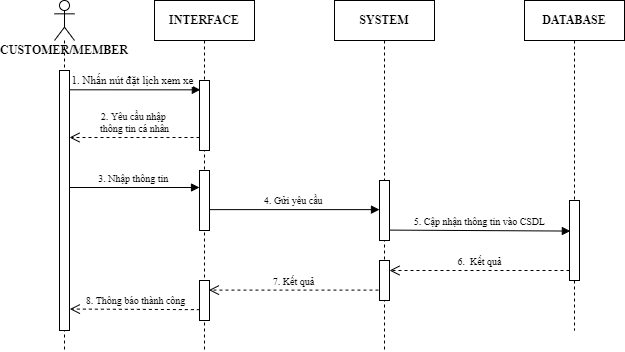 INTERFACE
SYSTEM
DATABASE
CUSTOMER/MEMBER
1. Nhấn nút đặt lịch xem xe
2. Yêu cầu nhập
thông tin cá nhân
3. Nhập thông tin
4. Gửi yêu cầu
5. Cập nhận thông tin vào CSDL
6. Kết quả
7. Kết quả
8. Thông báo thành công